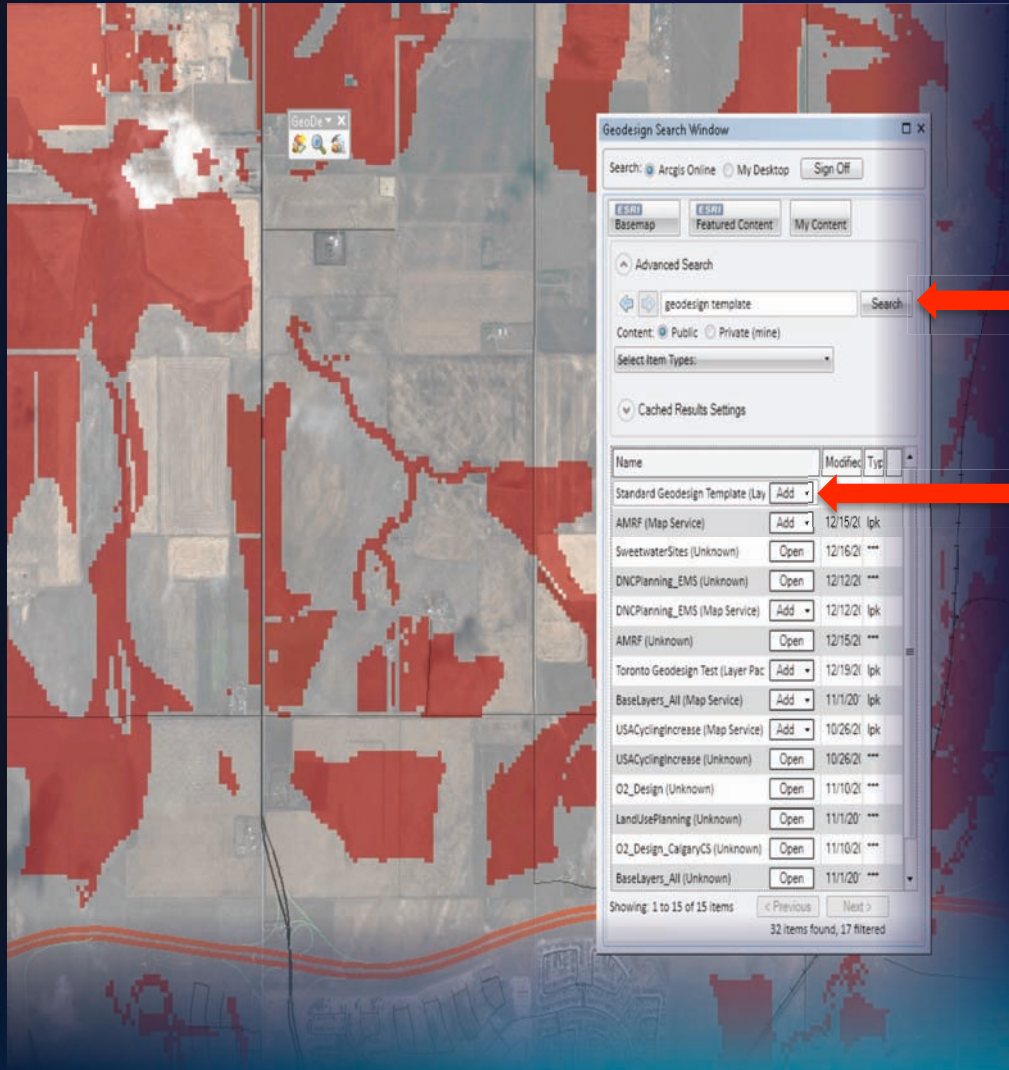 GeoDe
Geodesign Search Window
Search: Arcgis Online My Desktop Sign Off
ESRI ESRI
Basemap Featured Content My Content
Advanced Search
geodesign template Search
Content: Public Private (mine)
Select Item Types:
Cached Results Settings
Name Modified Typ
Standard Geodesign Template (Lay Add
AMRF (Map Service) Add 12/15/2( lpk
SweetwaterSites (Unknown) Open 12/16/2( ***
DNCPlanning_EMS (Unknown) Open 12/12/2( ***
DNCPlanning_EMS (Map Service) Add 12/12/2( lpk
AMRF (Unknown) Open 12/15/2( ***
Toronto Geodesign Test (Layer Pac Add 12/19/2( lpk
BaseLayers_All (Map Service) Add 11/1/20 lpk
USACyclingIncrease (Map Service) Add 10/26/2( lpk
USACyclingIncrease (Unknown) Open 10/26/2( ***
O2_Design (Unknown) Open 11/10/2( ***
LandUsePlanning (Unknown) Open 11/1/20 ***
O2_Design_CalgaryCS (Unknown) Open 11/10/2( ***
BaseLayers_All (Unknown) Open 11/1/20 ***
Showing: 1 to 15 of 15 items < Previous Next >
32 items found, 17 filtered